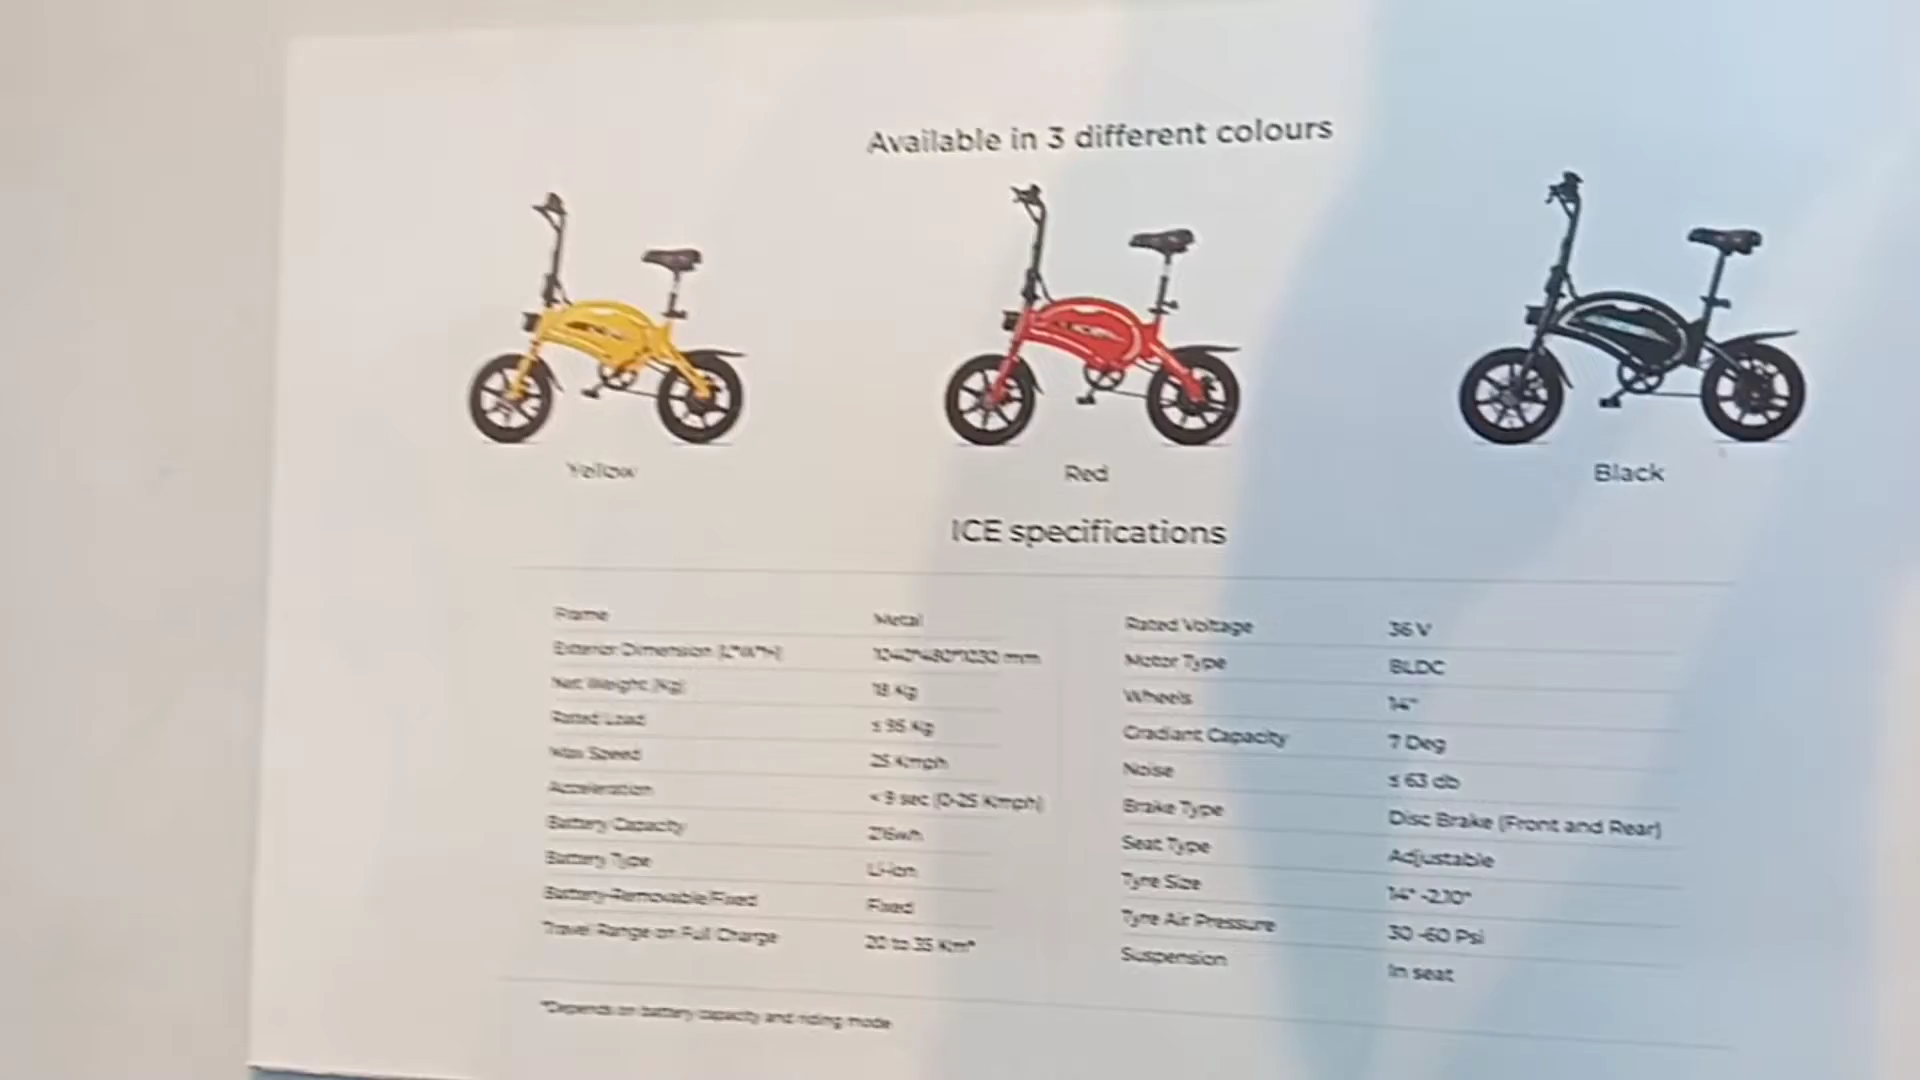 Available in 3 different colours
Yellow Red Black
ICE specifications
Frame Metal
Exterior Dimension (L*W*H) 1040*480*1030 mm
Net Weight (Kg) 18 Kg
Rated Load ≤ 95 Kg
Max Speed 25 Kmph
Acceleration < 9 sec (0-25 Kmph)
Battery Capacity 216wh
Battery Type Li-ion
Battery-Removable/Fixed Fixed
Travel Range on Full Charge 20 to 35 Km*
Rated Voltage 36 V
Motor Type BLDC
Wheels 14"
Gradiant Capacity 7 Deg
Noise ≤ 63 db
Brake Type Disc Brake (Front and Rear)
Seat Type Adjustable
Tyre Size 14" -2.10"
Tyre Air Pressure 30 -60 Psi
Suspension In seat
*Depends on battery capacity and riding mode